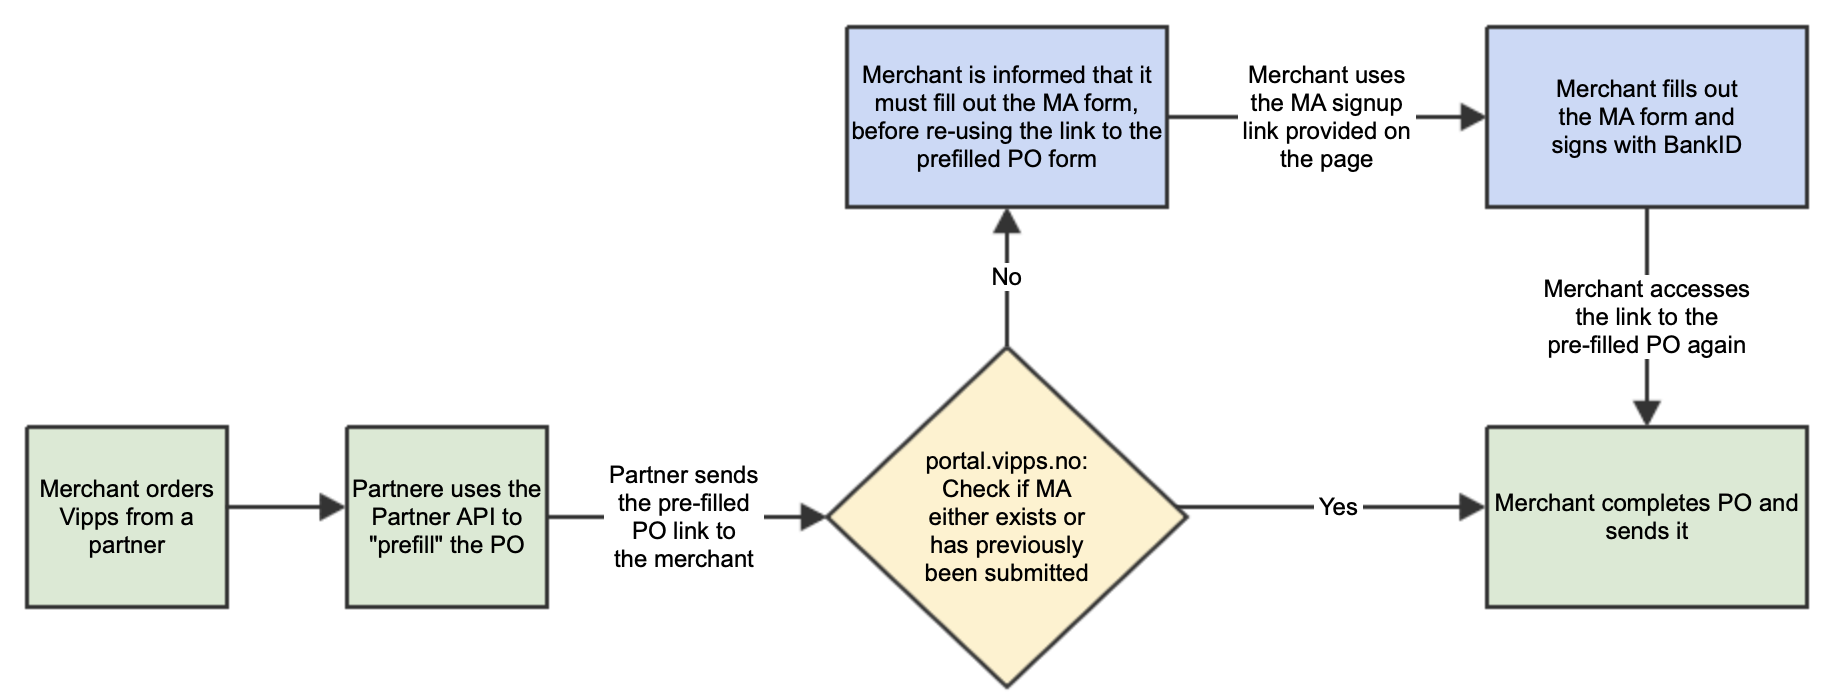 Merchant orders
Vipps from a
partner
Partnere uses the
Partner API to
"prefill" the PO
Partner sends
the pre-filled
PO link to
the merchant
portal.vipps.no:
Check if MA
either exists or
has previously
been submitted
No
Merchant is informed that it
must fill out the MA form,
before re-using the link to the
prefilled PO form
Merchant uses
the MA signup
link provided on
the page
Merchant fills out
the MA form and
signs with BankID
Merchant accesses
the link to the
pre-filled PO again
Yes
Merchant completes PO and
sends it